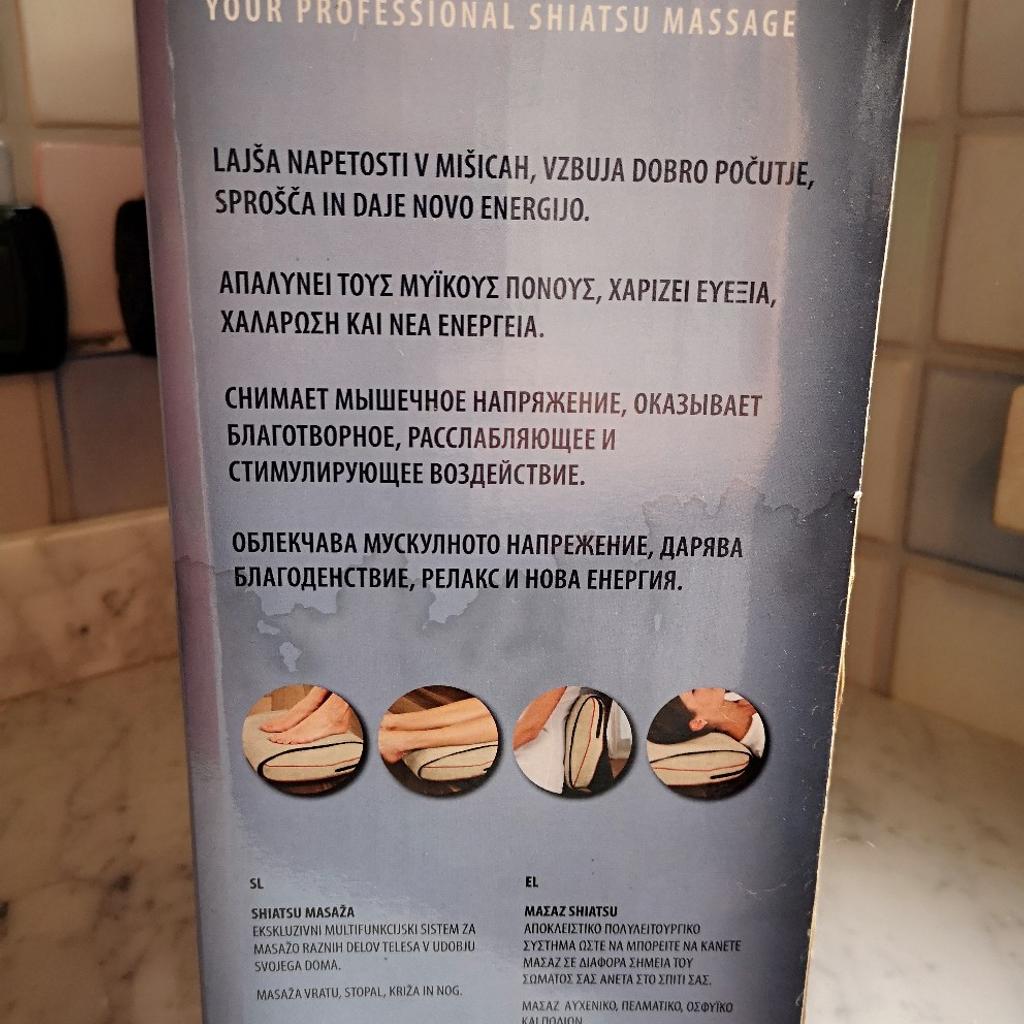 YOUR PROFESSIONAL SHIATSU MASSAGE
LAJŠA NAPETOSTI V MIŠICAH, VZBUJA DOBRO POČUTJE,
SPROŠČA IN DAJE NOVO ENERGIJO.
ΑΠΑΛΥΝΕΙ ΤΟΥΣ ΜΥΪΚΟΥΣ ΠΟΝΟΥΣ, ΧΑΡΙΖΕΙ ΕΥΕΞΙΑ,
ΧΑΛΑΡΩΣΗ ΚΑΙ ΝΕΑ ΕΝΕΡΓΕΙΑ.
СНИМАЕТ МЫШЕЧНОЕ НАПРЯЖЕНИЕ, ОКАЗЫВАЕТ
БЛАГОТВОРНОЕ, РАССЛАБЛЯЮЩЕЕ И
СТИМУЛИРУЮЩЕЕ ВОЗДЕЙСТВИЕ.
ОБЛЕКЧАВА МУСКУЛНОТО НАПРЕЖЕНИЕ, ДАРЯВА
БЛАГОДЕНСТВИЕ, РЕЛАКС И НОВА ЕНЕРГИЯ.
SL
SHIATSU MASAŽA
EKSKLUZIVNI MULTIFUNKCIJSKI SISTEM ZA
MASAŽO RAZNIH DELOV TELESA V UDOBJU
SVOJEGA DOMA.
MASAŽA VRATU, STOPAL, KRIŽA IN NOG.
EL
ΜΑΣΑΖ SHIATSU
ΑΠΟΚΛΕΙΣΤΙΚΟ ΠΟΛΥΛΕΙΤΟΥΡΓΙΚΟ
ΣΥΣΤΗΜΑ ΩΣΤΕ ΝΑ ΜΠΟΡΕΙΤΕ ΝΑ ΚΑΝΕΤΕ
ΜΑΣΑΖ ΣΕ ΔΙΑΦΟΡΑ ΣΗΜΕΙΑ ΤΟΥ
ΣΩΜΑΤΟΣ ΣΑΣ ΑΝΕΤΑ ΣΤΟ ΣΠΙΤΙ ΣΑΣ.
ΜΑΣΑΖ ΑΥΧΕΝΙΚΟ, ΠΕΛΜΑΤΙΚΟ, ΟΣΦΥΪΚΟ
ΚΑΙ ΠΟΔΙΩΝ